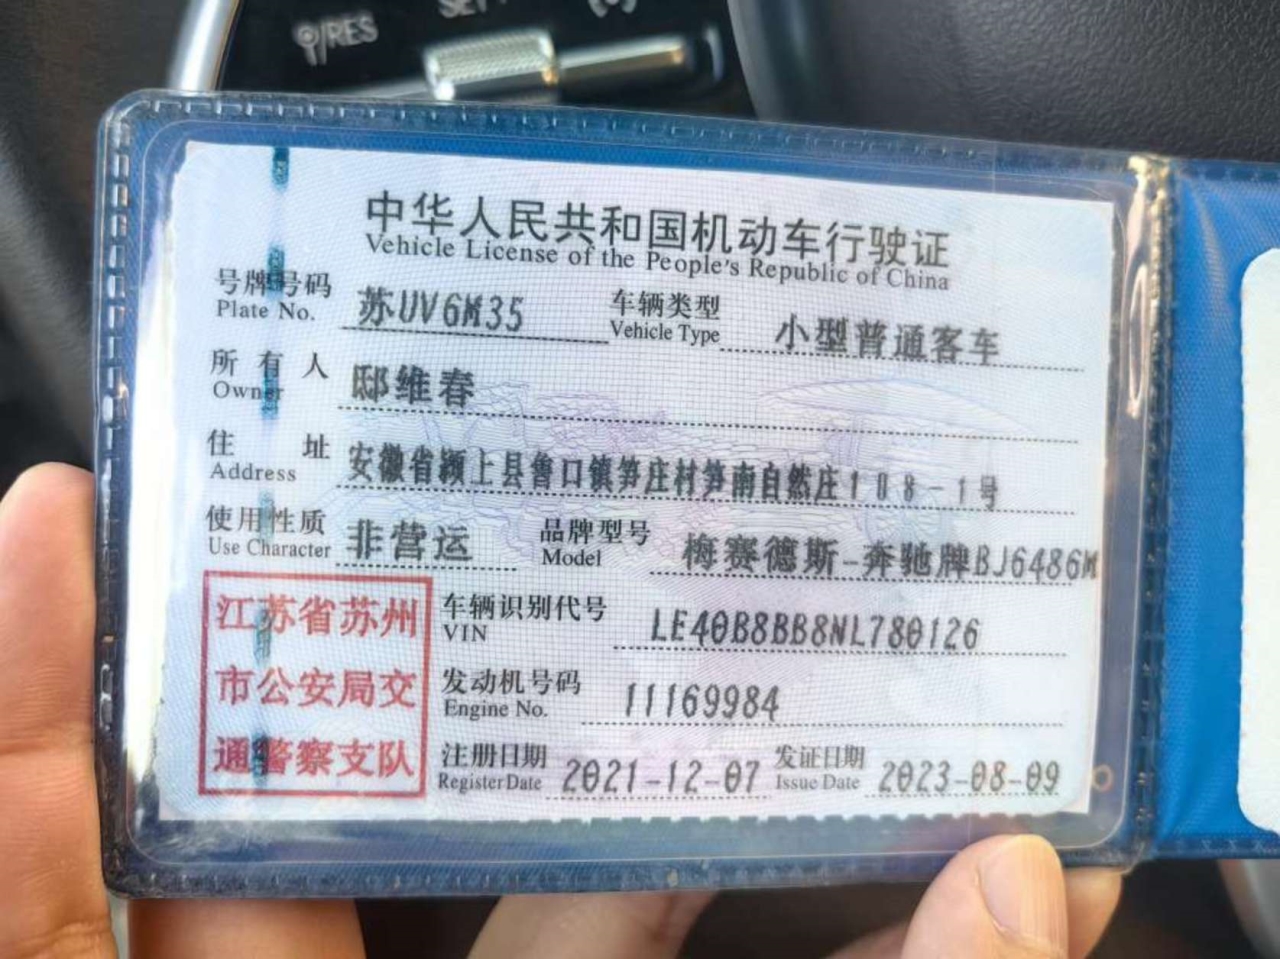 /RES
中华人民共和国机动车行驶证
Vehicle License of the People's Republic of China
号牌号码 苏UV6M35 车辆类型 小型普通客车
Plate No. Vehicle Type
所有人 邸维春
Owner
住址 安徽省颍上县鲁口镇笋庄村笋南自然庄108-1号
Address
使用性质 非营运 品牌型号 梅赛德斯-奔驰牌BJ6486M
Use Character Model
江苏省苏州
市公安局交
通警察支队
车辆识别代号 LE40B8BB8NL780126
VIN
发动机号码 11169984
Engine No.
注册日期 2021-12-07 发证日期 2023-08-09
Register Date Issue Date